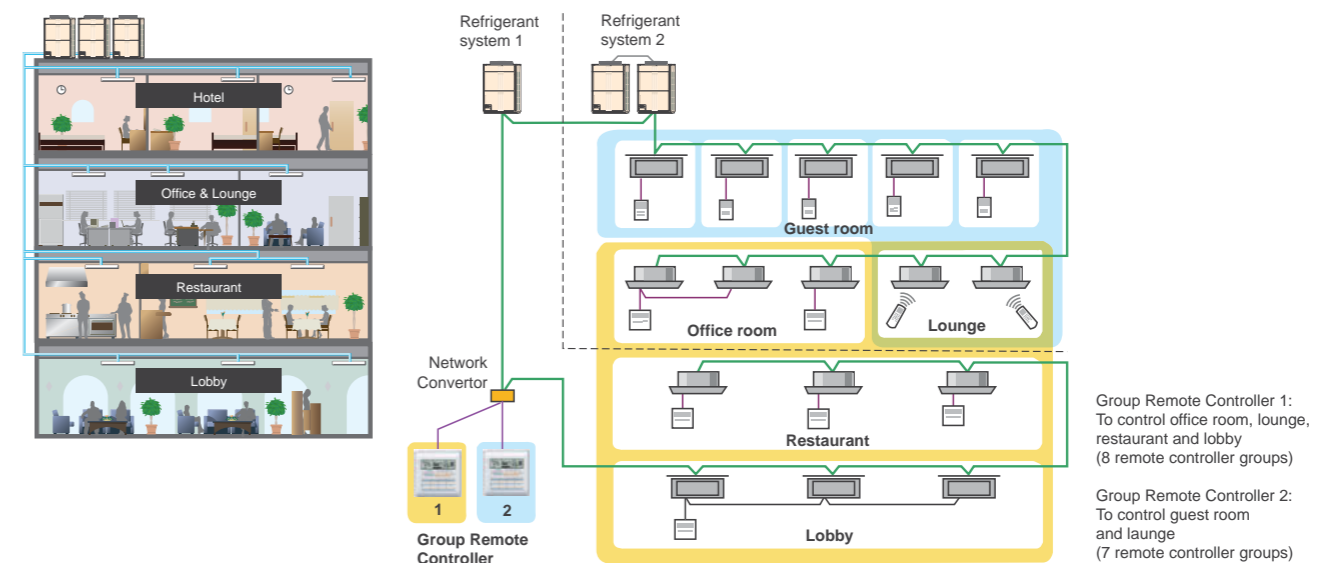 Hotel
Office & Lounge
Restaurant
Lobby
Refrigerant
system 1
Refrigerant
system 2
Guest room
Office room
Lounge
Restaurant
Lobby
Network
Convertor
1
2
Group Remote
Controller
Group Remote Controller 1:
To control office room, lounge,
restaurant and lobby
(8 remote controller groups)
Group Remote Controller 2:
To control guest room
and launge
(7 remote controller groups)